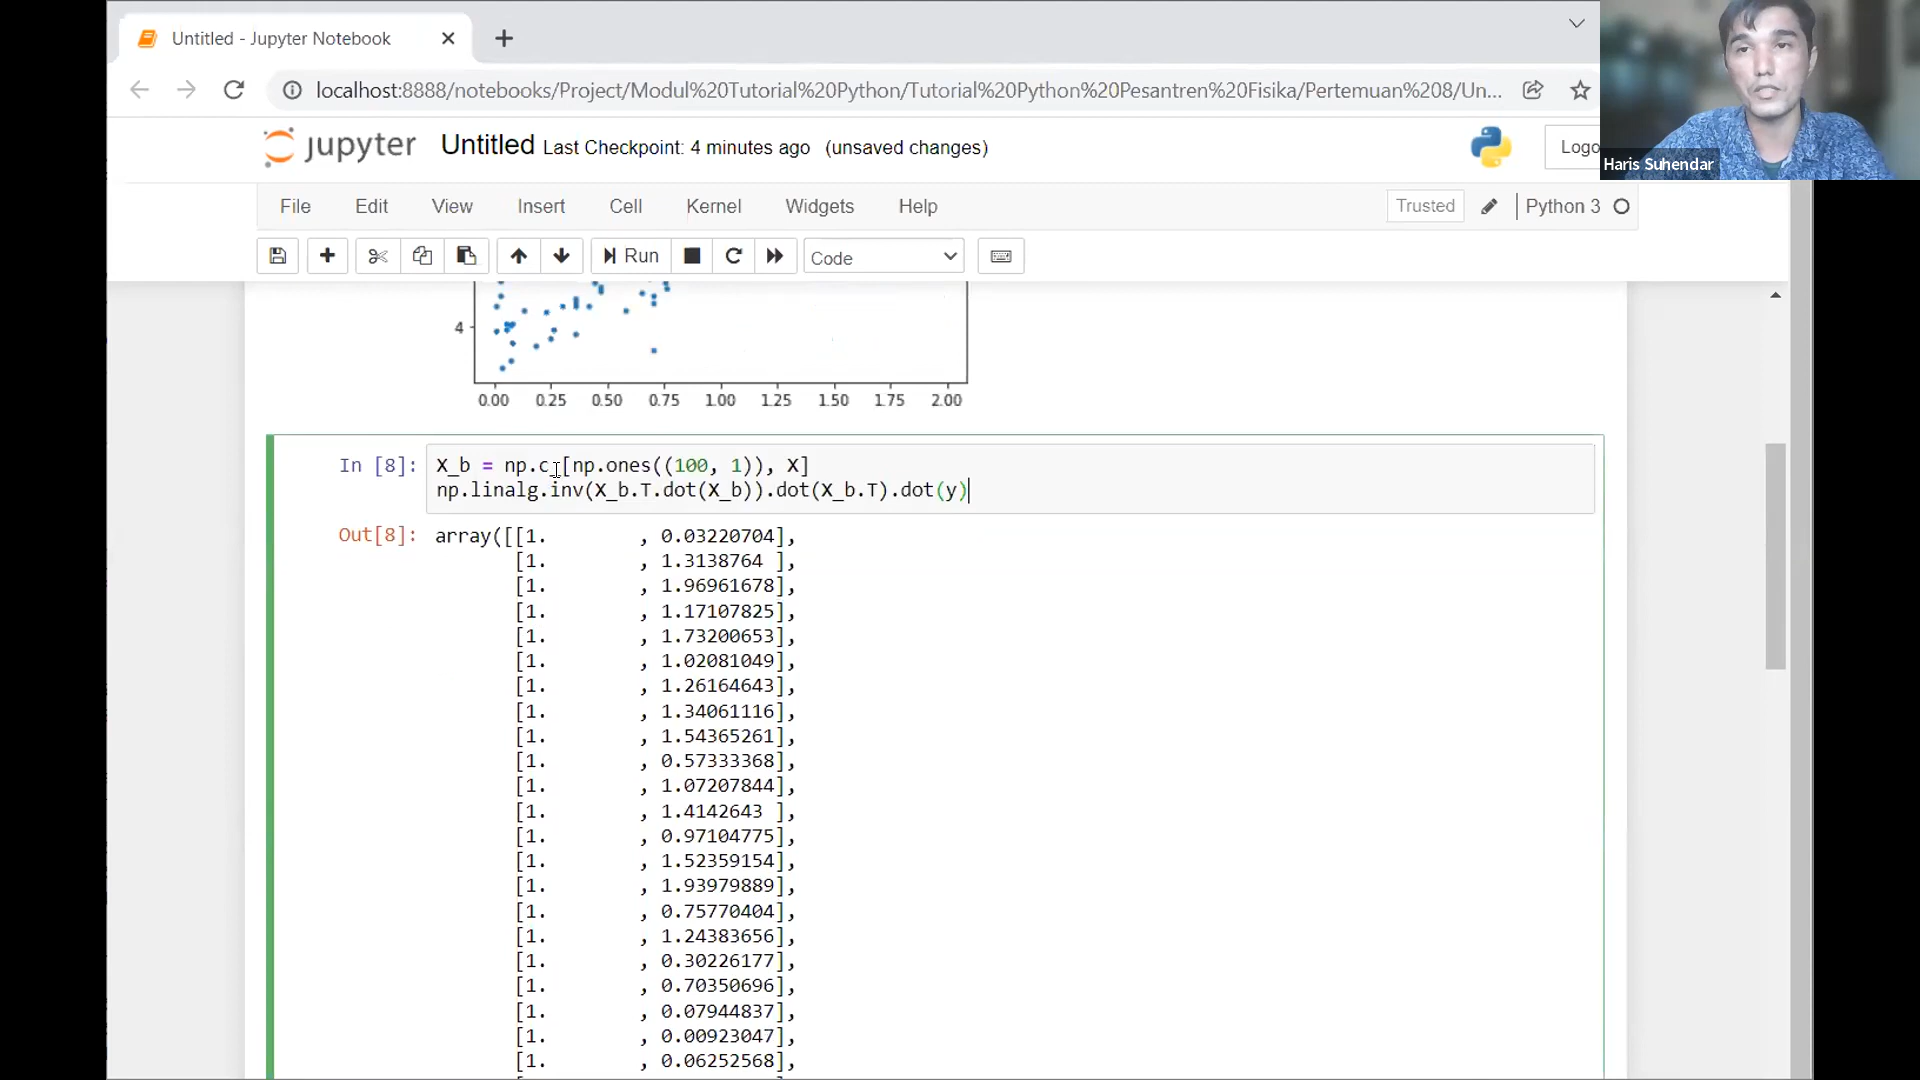 Untitled - Jupyter Notebook
localhost:8888/notebooks/Project/Modul%20Tutorial%20Python/Tutorial%20Python%20Pesantren%20Fisika/Pertemuan%208/Un...
jupyter Untitled Last Checkpoint: 4 minutes ago (unsaved changes)
Logo
Haris Suhendar
File Edit View Insert Cell Kernel Widgets Help Trusted Python 3
Run Code
4
0.00 0.25 0.50 0.75 1.00 1.25 1.50 1.75 2.00
In [8]: X_b = np.c_[np.ones((100, 1)), X]
np.linalg.inv(X_b.T.dot(X_b)).dot(X_b.T).dot(y)
Out[8]: array([[1. , 0.03220704],
[1. , 1.3138764 ],
[1. , 1.96961678],
[1. , 1.17107825],
[1. , 1.73200653],
[1. , 1.02081049],
[1. , 1.26164643],
[1. , 1.34061116],
[1. , 1.54365261],
[1. , 0.57333368],
[1. , 1.07207844],
[1. , 1.4142643 ],
[1. , 0.97104775],
[1. , 1.52359154],
[1. , 1.93979889],
[1. , 0.75770404],
[1. , 1.24383656],
[1. , 0.30226177],
[1. , 0.70350696],
[1. , 0.07944837],
[1. , 0.00923047],
[1. , 0.06252568],